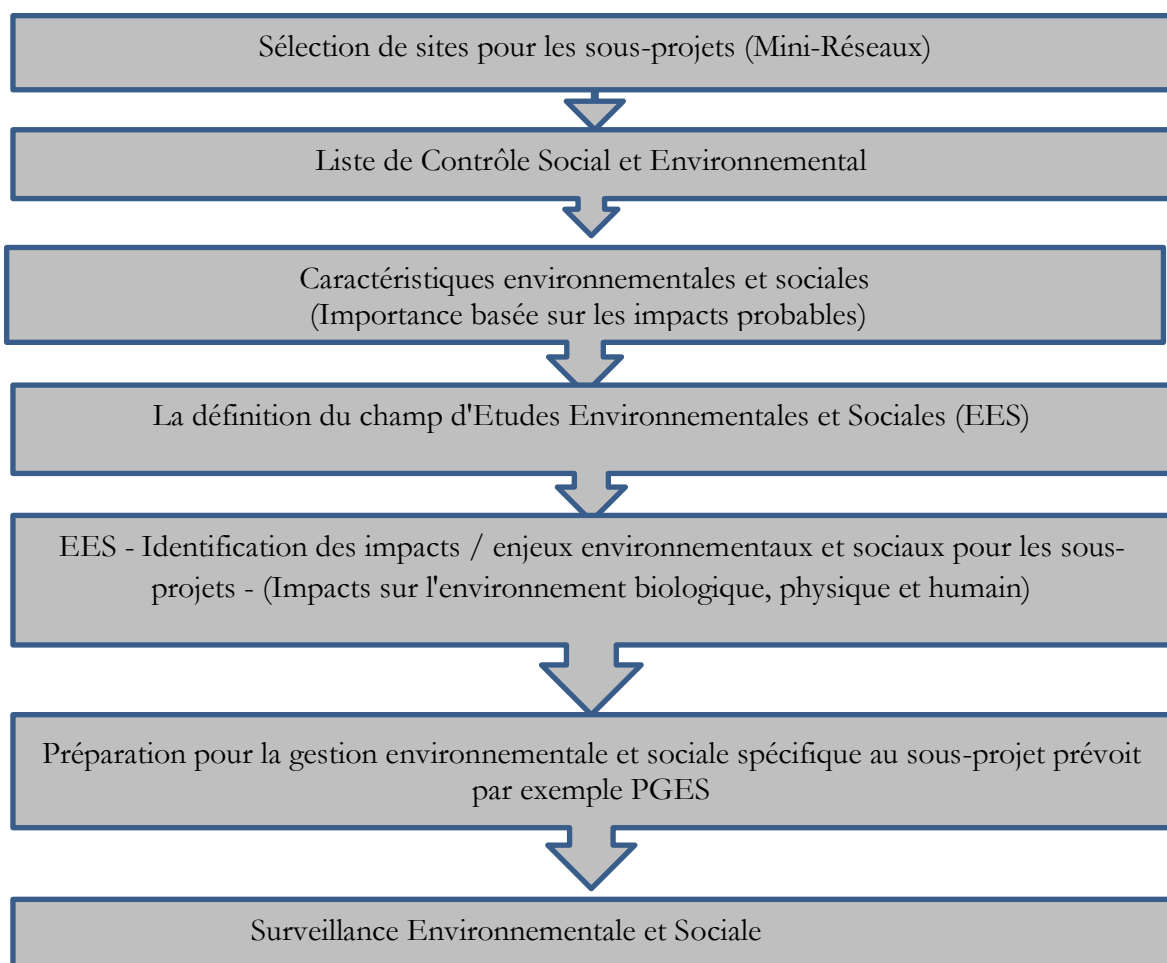 Sélection de sites pour les sous-projets (Mini-Réseaux)
Liste de Contrôle Social et Environnemental
Caractéristiques environnementales et sociales
(Importance basée sur les impacts probables)
La définition du champ d'Etudes Environnementales et Sociales (EES)
EES - Identification des impacts / enjeux environnementaux et sociaux pour les sous-
projets - (Impacts sur l'environnement biologique, physique et humain)
Préparation pour la gestion environnementale et sociale spécifique au sous-projet prévoit
par exemple PGES
Surveillance Environnementale et Sociale